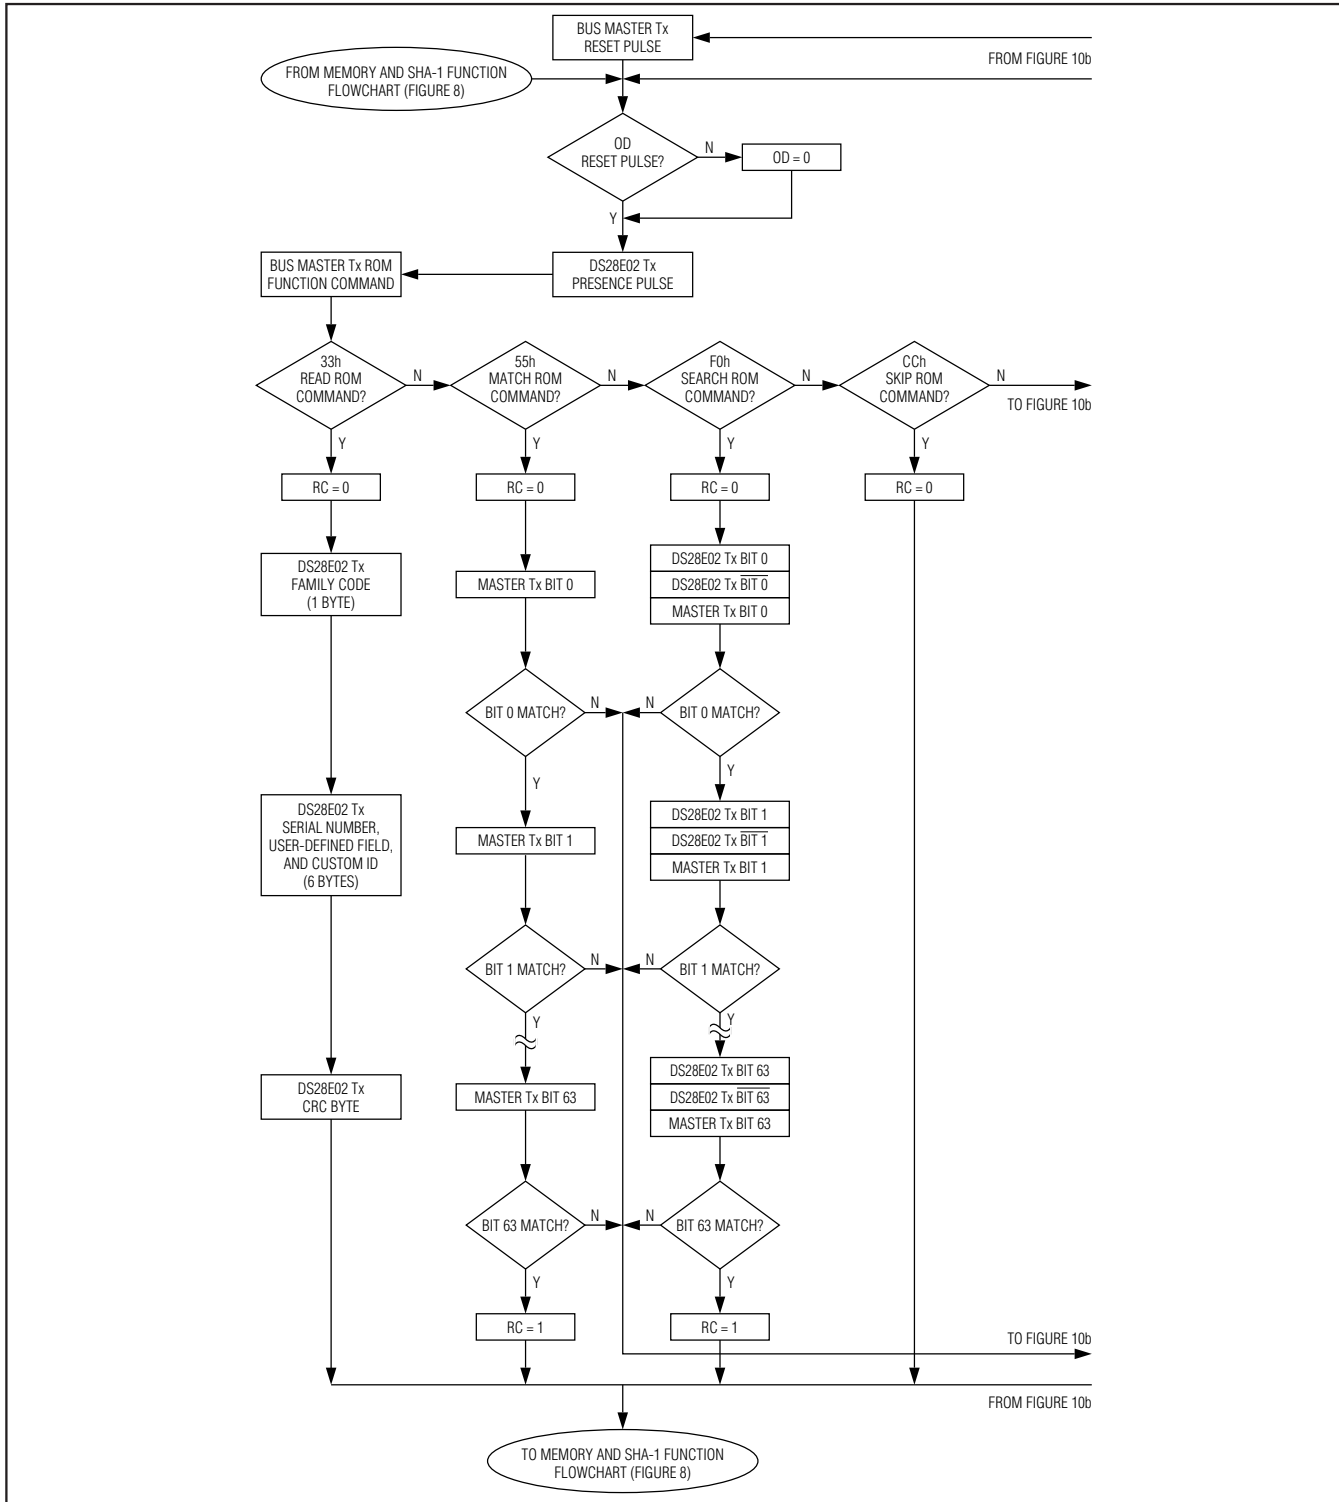 BUS MASTER Tx
RESET PULSE
FROM FIGURE 10b
FROM MEMORY AND SHA-1 FUNCTION
FLOWCHART (FIGURE 8)
OD
RESET PULSE?
N
OD = 0
Y
BUS MASTER Tx ROM
FUNCTION COMMAND
DS28E02 Tx
PRESENCE PULSE
33h
READ ROM
COMMAND?
N
55h
MATCH ROM
COMMAND?
N
F0h
SEARCH ROM
COMMAND?
N
CCh
SKIP ROM
COMMAND?
N
TO FIGURE 10b
Y
Y
Y
Y
RC = 0
RC = 0
RC = 0
RC = 0
DS28E02 Tx
FAMILY CODE
(1 BYTE)
MASTER Tx BIT 0
DS28E02 Tx BIT 0
DS28E02 Tx B̅I̅T̅ ̅0̅
MASTER Tx BIT 0
BIT 0 MATCH?
N
N
BIT 0 MATCH?
Y
Y
DS28E02 Tx
SERIAL NUMBER,
USER-DEFINED FIELD,
AND CUSTOM ID
(6 BYTES)
MASTER Tx BIT 1
DS28E02 Tx BIT 1
DS28E02 Tx B̅I̅T̅ ̅1̅
MASTER Tx BIT 1
BIT 1 MATCH?
N
N
BIT 1 MATCH?
Y
Y
DS28E02 Tx
CRC BYTE
MASTER Tx BIT 63
DS28E02 Tx BIT 63
DS28E02 Tx B̅I̅T̅ ̅6̅3̅
MASTER Tx BIT 63
BIT 63 MATCH?
N
N
BIT 63 MATCH?
Y
Y
RC = 1
RC = 1
TO FIGURE 10b
FROM FIGURE 10b
TO MEMORY AND SHA-1 FUNCTION
FLOWCHART (FIGURE 8)